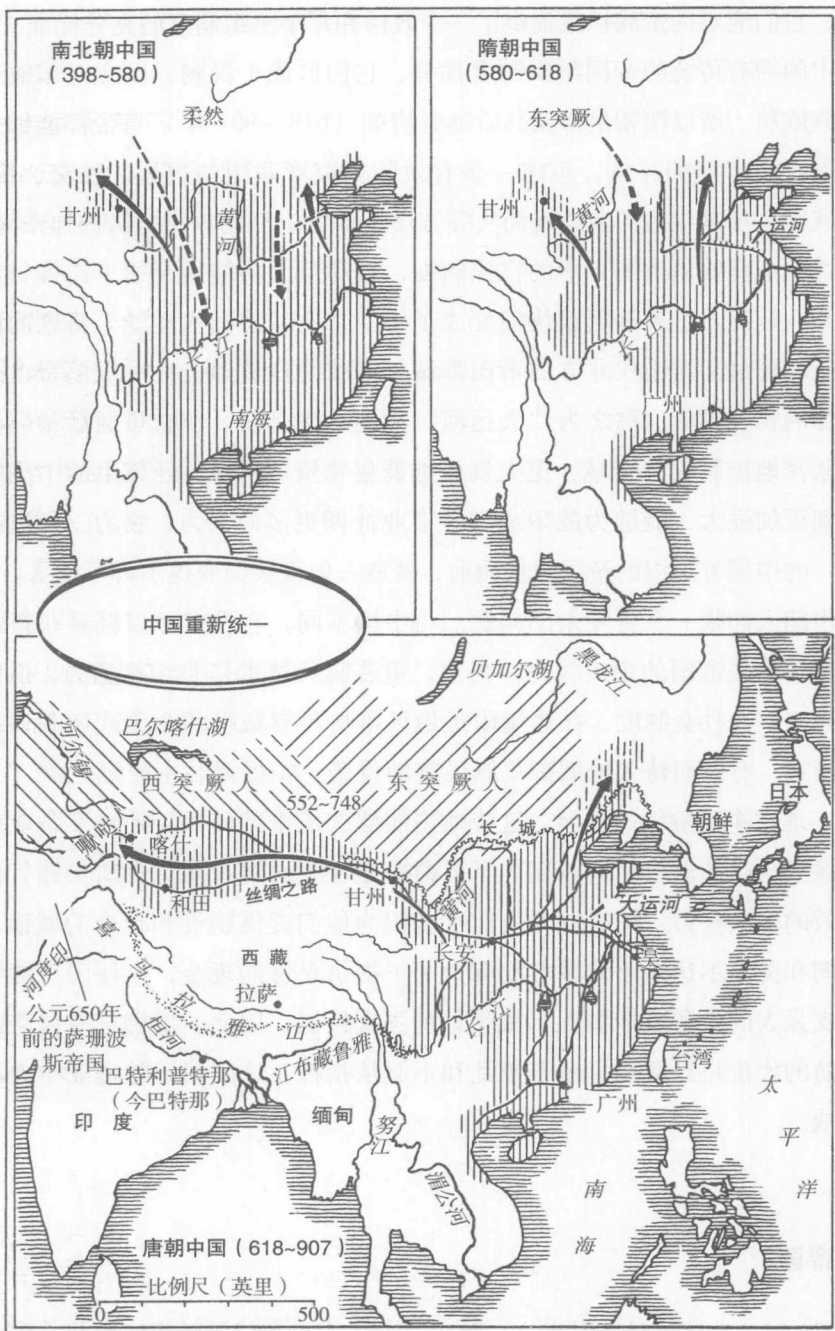 南北朝中国
398~580
柔然
甘州
黄河
长江
南海
隋朝中国
(580~618)
东突厥人
甘州
黄河
大运河
长江
广州
中国重新统一
贝加尔湖
黑龙江
巴尔喀什湖
西突厥
东突厥人
552~748
长城
日本
朝鲜
喀什
和田
丝绸之路
甘州
黄河
大运河
长安
西藏
拉萨
喜马拉雅山
印度河
公元650年
前的萨珊波
斯帝国
恒河
雅鲁藏布江
长江
台湾
巴特利普特那
(今巴特那)
印度
缅甸
怒江
湄公河
广州
太平洋
南海
唐朝中国(618~907)
比例尺(英里)
0
500